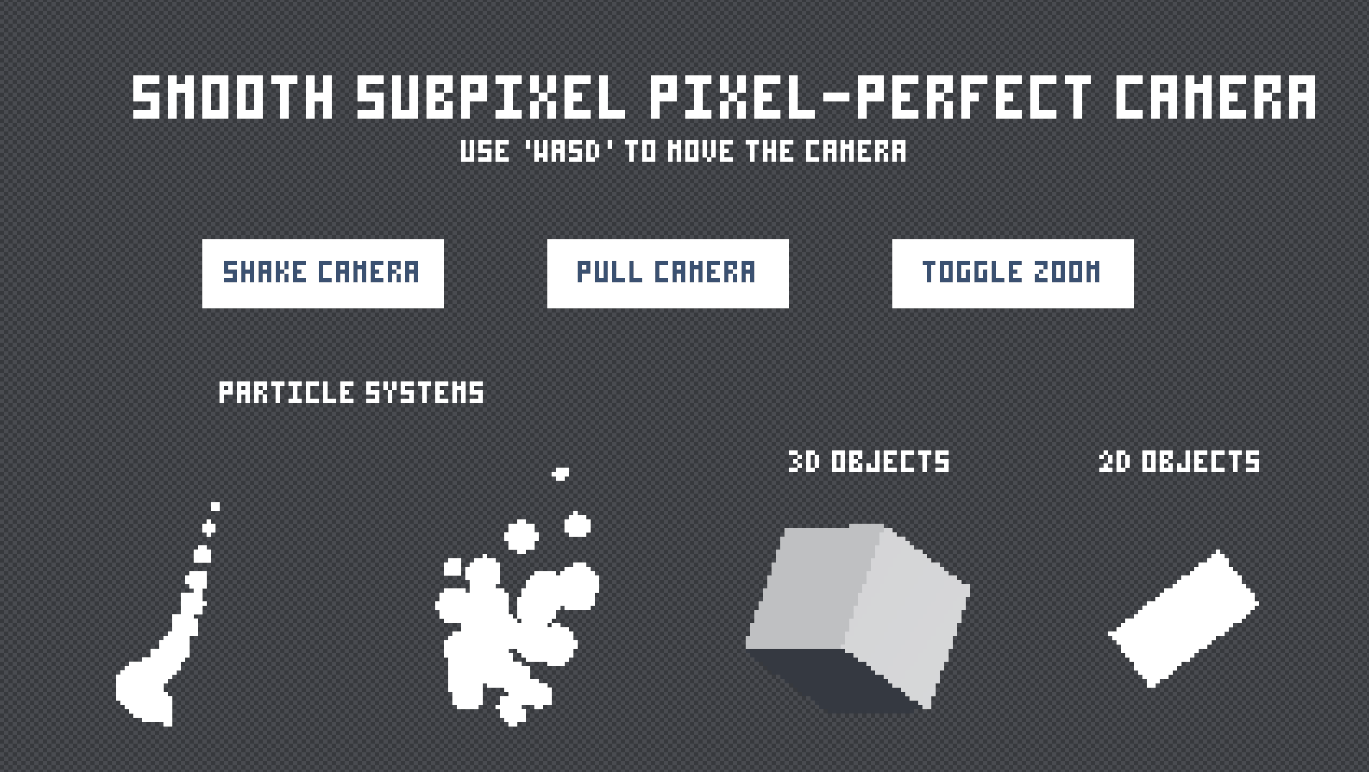 SMOOTH SUBPIXEL PIXEL-PERFECT CAMERA
USE 'WASD' TO MOVE THE CAMERA
SHAKE CAMERA
PULL CAMERA
TOGGLE ZOOM
PARTICLE SYSTEMS
3D OBJECTS
2D OBJECTS